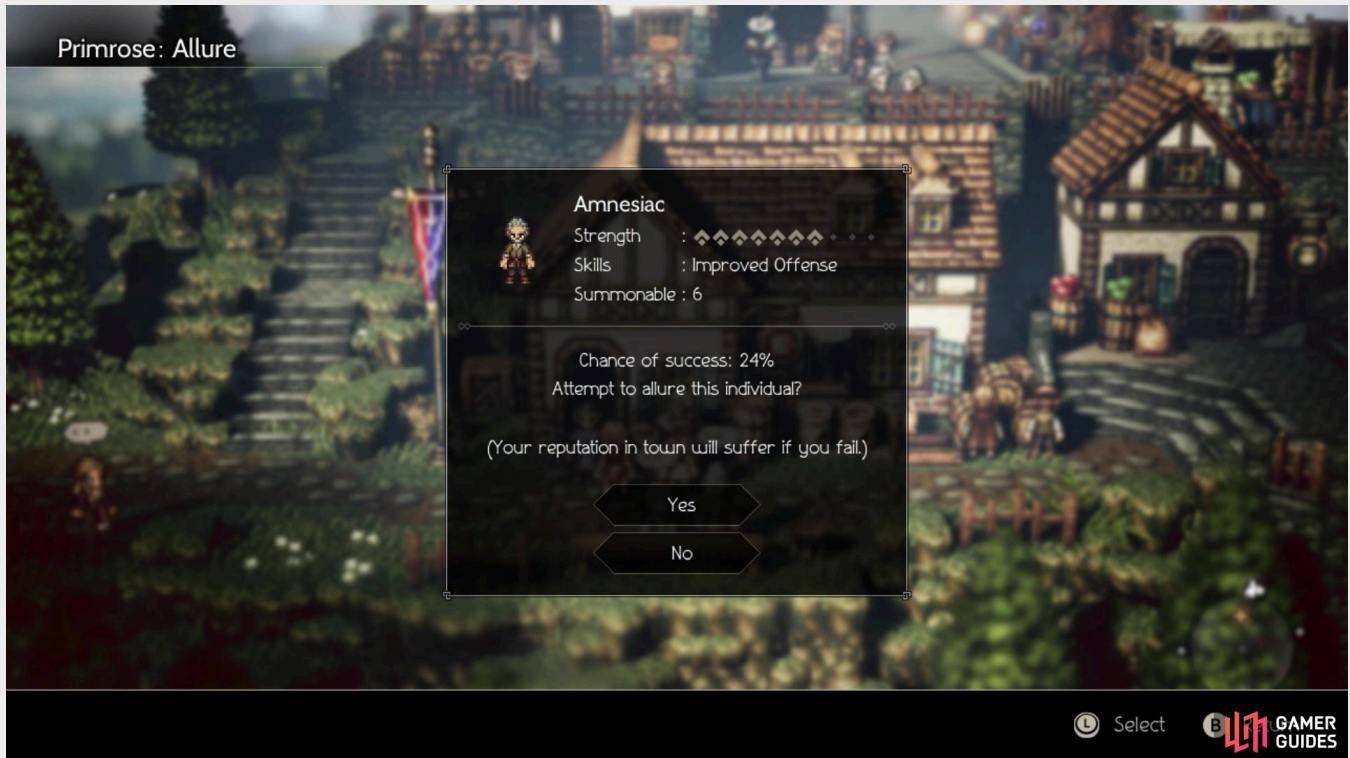 Primrose: Allure
Amnesiac
Strength :
Skills : Improved Offense
Summonable : 6
Chance of success: 24%
Attempt to allure this individual?
(Your reputation in town will suffer if you fail.)
Yes
No
L Select B
GAMER
GUIDES